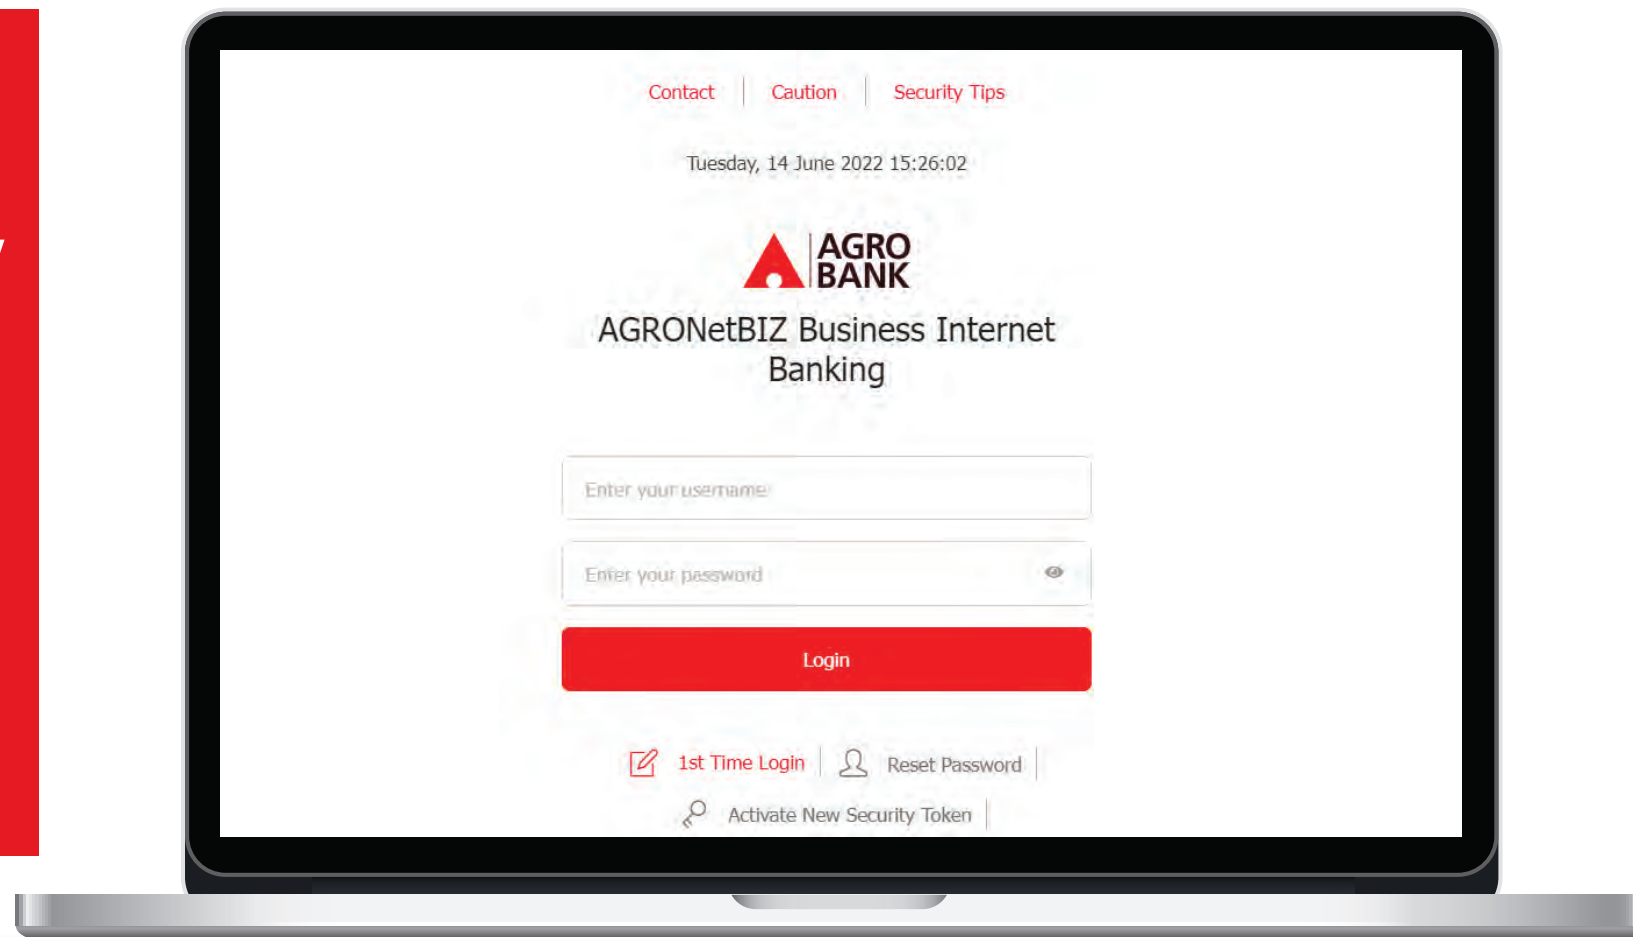 Contact
Caution
Security Tips
Tuesday, 14 June 2022 15:26:02
AGRO
BANK
AGRONetBIZ Business Internet
Banking
Enter your username
Enter your password
Login
1st Time Login
Reset Password
Activate New Security Token